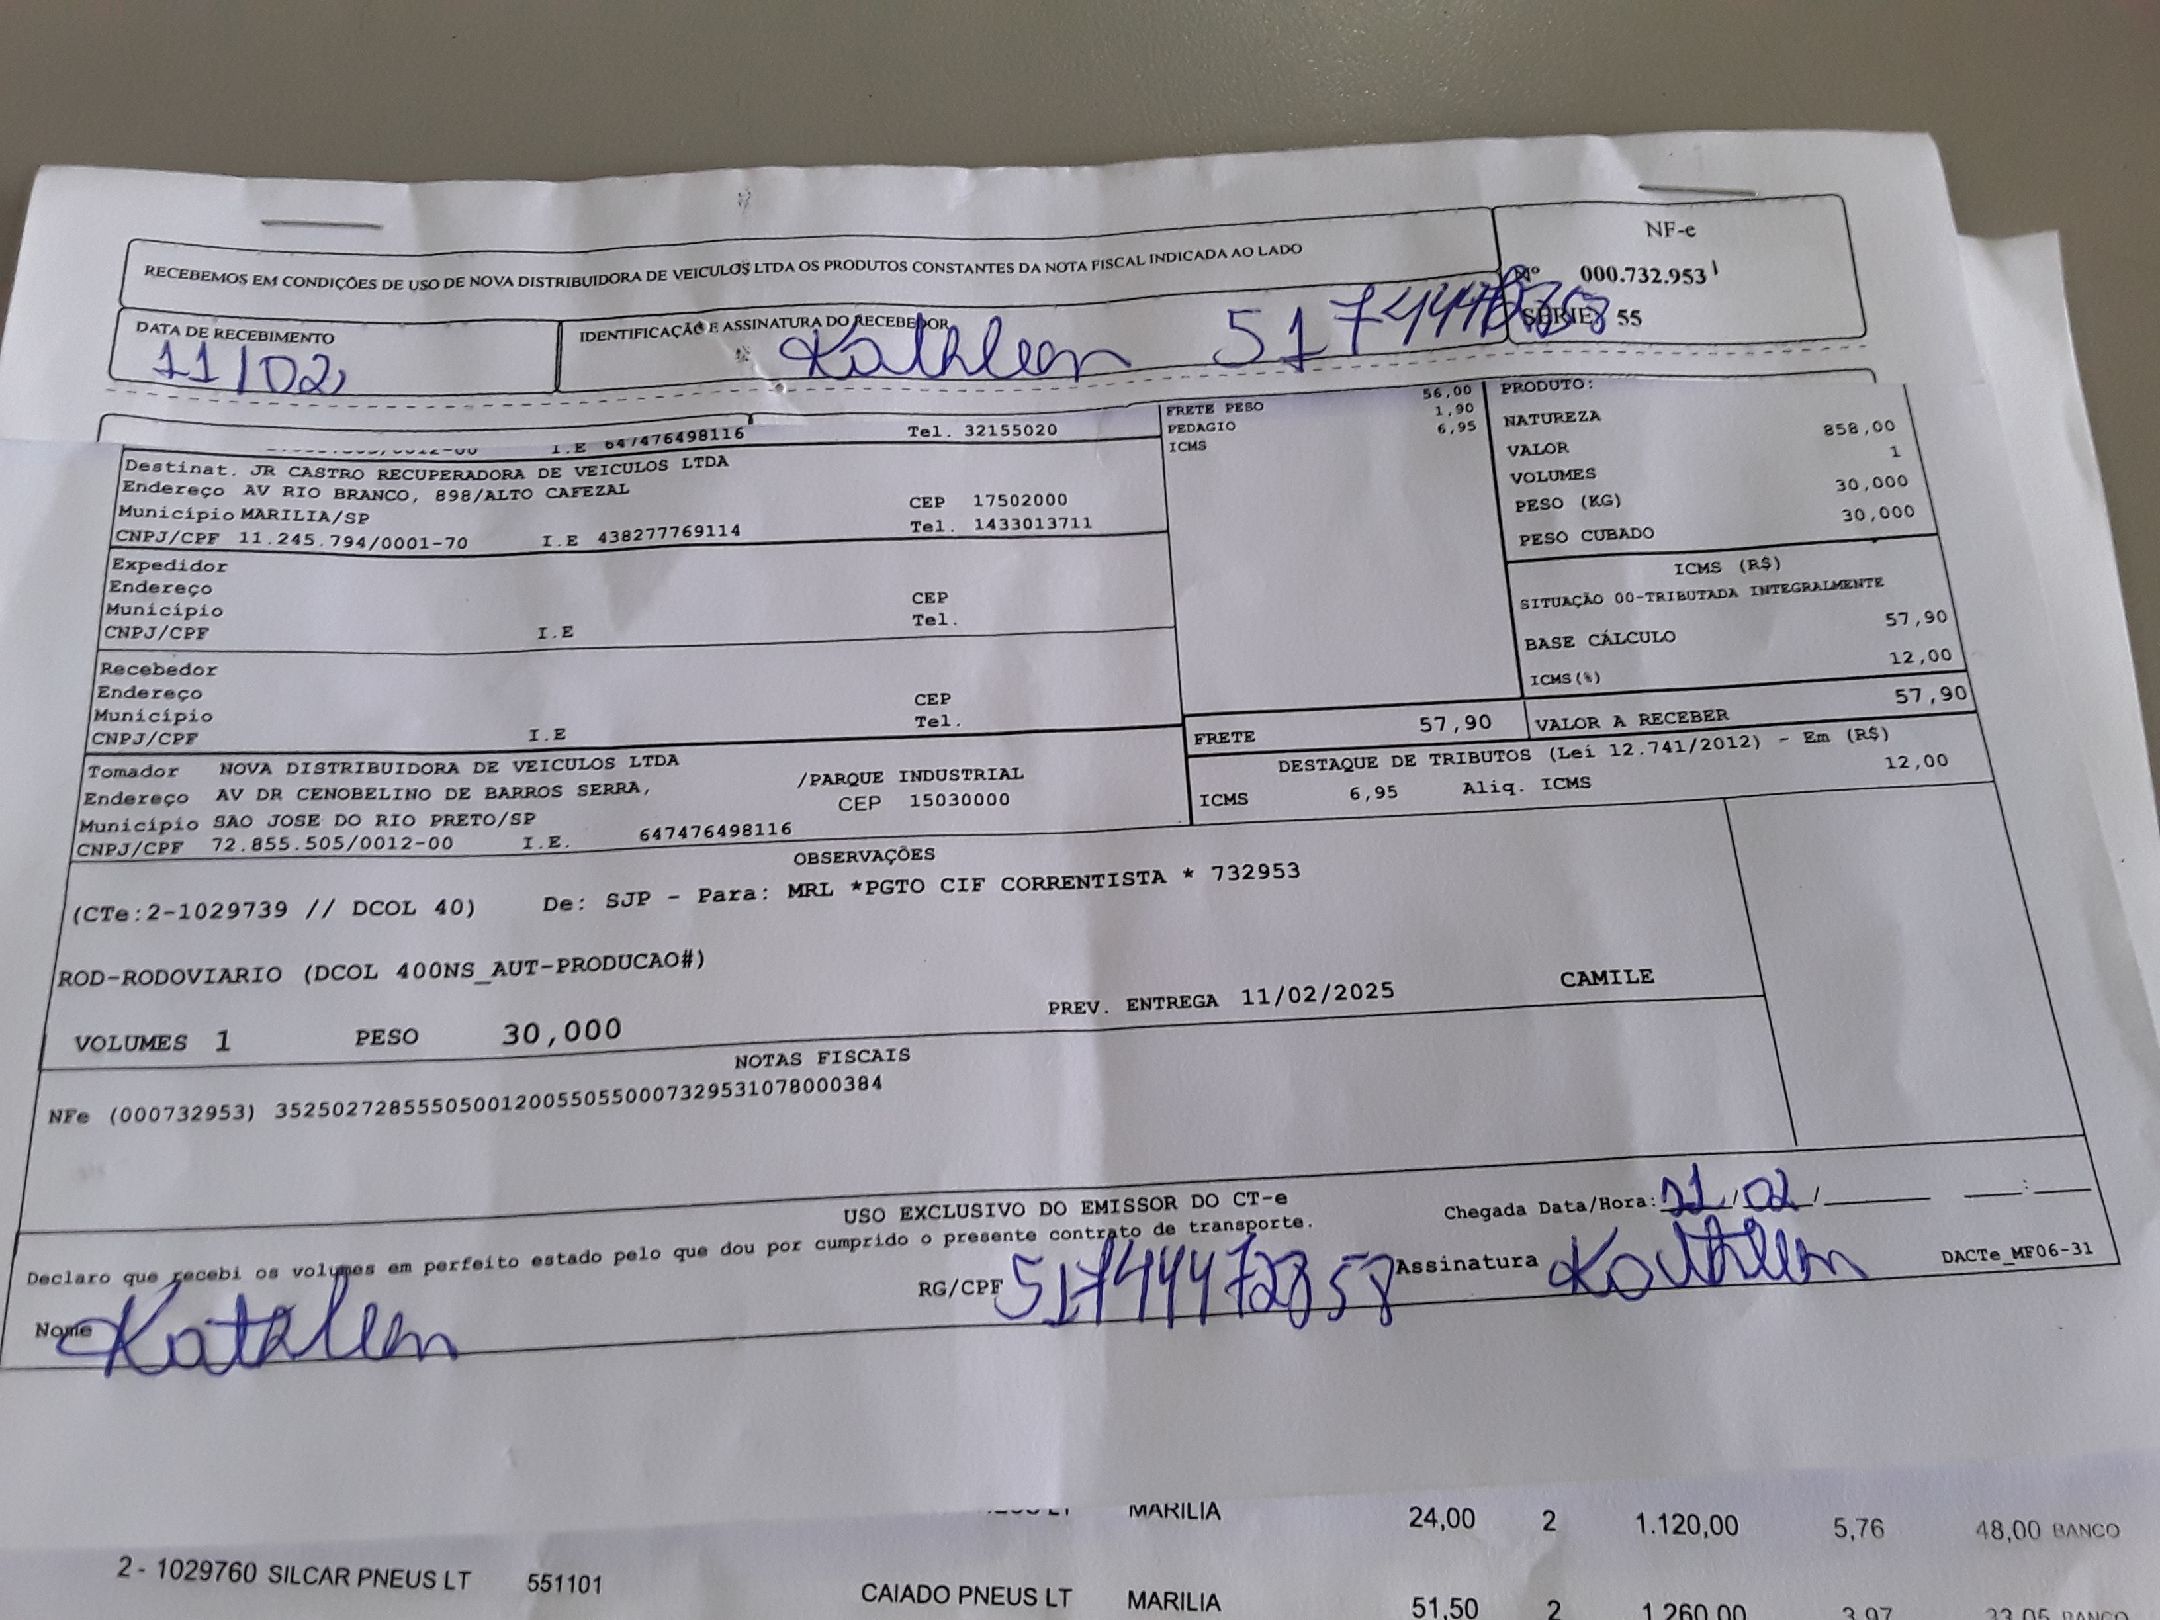 RECEBEMOS EM CONDIÇÕES DE USO DE NOVA DISTRIBUIDORA DE VEICULOS LTDA OS PRODUTOS CONSTANTES DA NOTA FISCAL INDICADA AO LADO
NF-e
Nº 000.732.953
SÉRIE 55
DATA DE RECEBIMENTO
11/02
IDENTIFICAÇÃO E ASSINATURA DO RECEBEDOR
Kathleen
I.E 647476498116 Tel. 32155020
Destinat. JR CASTRO RECUPERADORA DE VEICULOS LTDA
Endereço AV RIO BRANCO, 898/ALTO CAFEZAL CEP 17502000
Município MARILIA/SP Tel. 1433013711
CNPJ/CPF 11.245.794/0001-70 I.E 438277769114
Expedidor
Endereço CEP
Município Tel.
CNPJ/CPF I.E
Recebedor
Endereço CEP
Município Tel.
CNPJ/CPF I.E
Tomador NOVA DISTRIBUIDORA DE VEICULOS LTDA
Endereço AV DR CENOBELINO DE BARROS SERRA, /PARQUE INDUSTRIAL
Município SAO JOSE DO RIO PRETO/SP CEP 15030000
CNPJ/CPF 72.855.505/0012-00 I.E. 647476498116
FRETE PESO 56,00
PEDAGIO 1,90
ICMS 6,95
PRODUTO:
NATUREZA
VALOR 858,00
VOLUMES 1
PESO (KG) 30,000
PESO CUBADO 30,000
ICMS (R$)
SITUAÇÃO 00-TRIBUTADA INTEGRALMENTE
BASE CÁLCULO 57,90
ICMS(%) 12,00
FRETE 57,90 VALOR A RECEBER 57,90
DESTAQUE DE TRIBUTOS (Lei 12.741/2012) - Em (R$)
ICMS 6,95 Aliq. ICMS 12,00
OBSERVAÇÕES
(CTe:2-1029739 // DCOL 40) De: SJP - Para: MRL *PGTO CIF CORRENTISTA * 732953
ROD-RODOVIARIO (DCOL 400NS_AUT-PRODUCAO#)
VOLUMES 1 PESO 30,000 PREV. ENTREGA 11/02/2025 CAMILE
NOTAS FISCAIS
NFe (000732953) 35250272855505001200550550007329531078000384
USO EXCLUSIVO DO EMISSOR DO CT-e
Declaro que recebi os volumes em perfeito estado pelo que dou por cumprido o presente contrato de transporte.
Chegada Data/Hora: 11/02/ :
Nome Kathleen RG/CPF 51744472858 Assinatura Kathleen
DACTe_MF06-31
MARILIA 24,00 2 1.120,00 5,76 48,00 BANCO
2 - 1029760 SILCAR PNEUS LT 551101 CAIADO PNEUS LT MARILIA 51,50 2 1.260,00 3,97